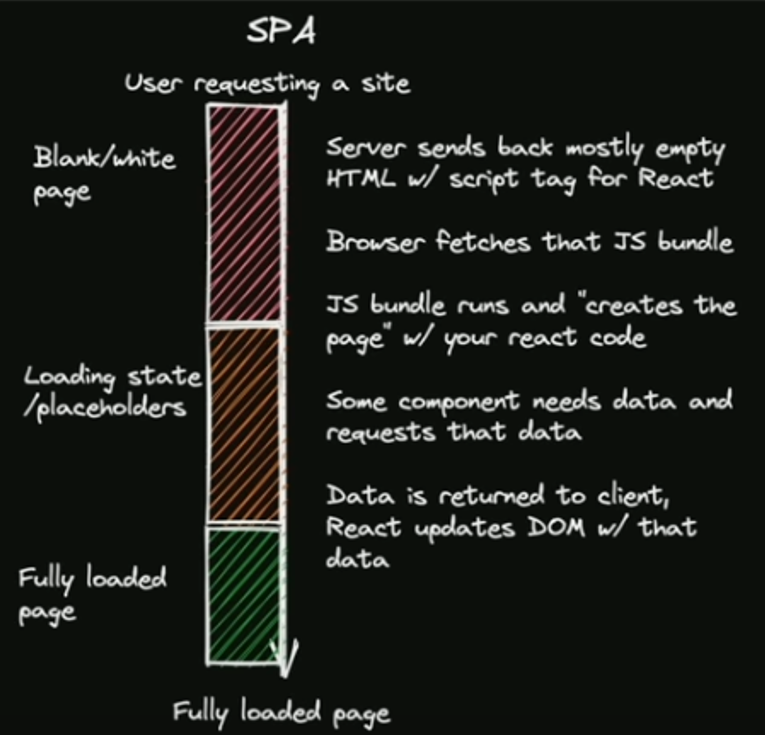 SPA
User requesting a site
Blank/white
page
Server sends back mostly empty
HTML w/ script tag for React
Browser fetches that JS bundle
JS bundle runs and "creates the
page" w/ your react code
Loading state
/placeholders
Some component needs data and
requests that data
Data is returned to client,
React updates DOM w/ that
data
Fully loaded
page
Fully loaded page